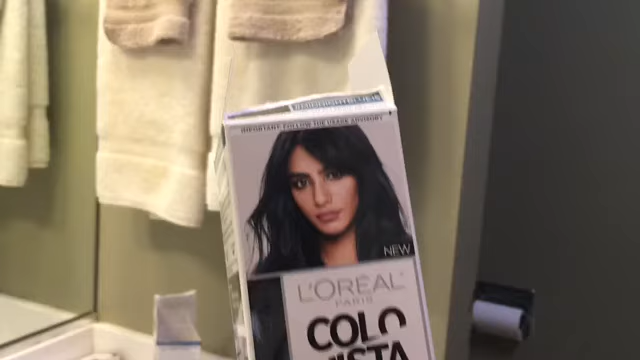 IMPORTANT: FOLLOW THE USAGE ADVISORY
NEW
L'ORÉAL
PARIS
COLO
ISTA